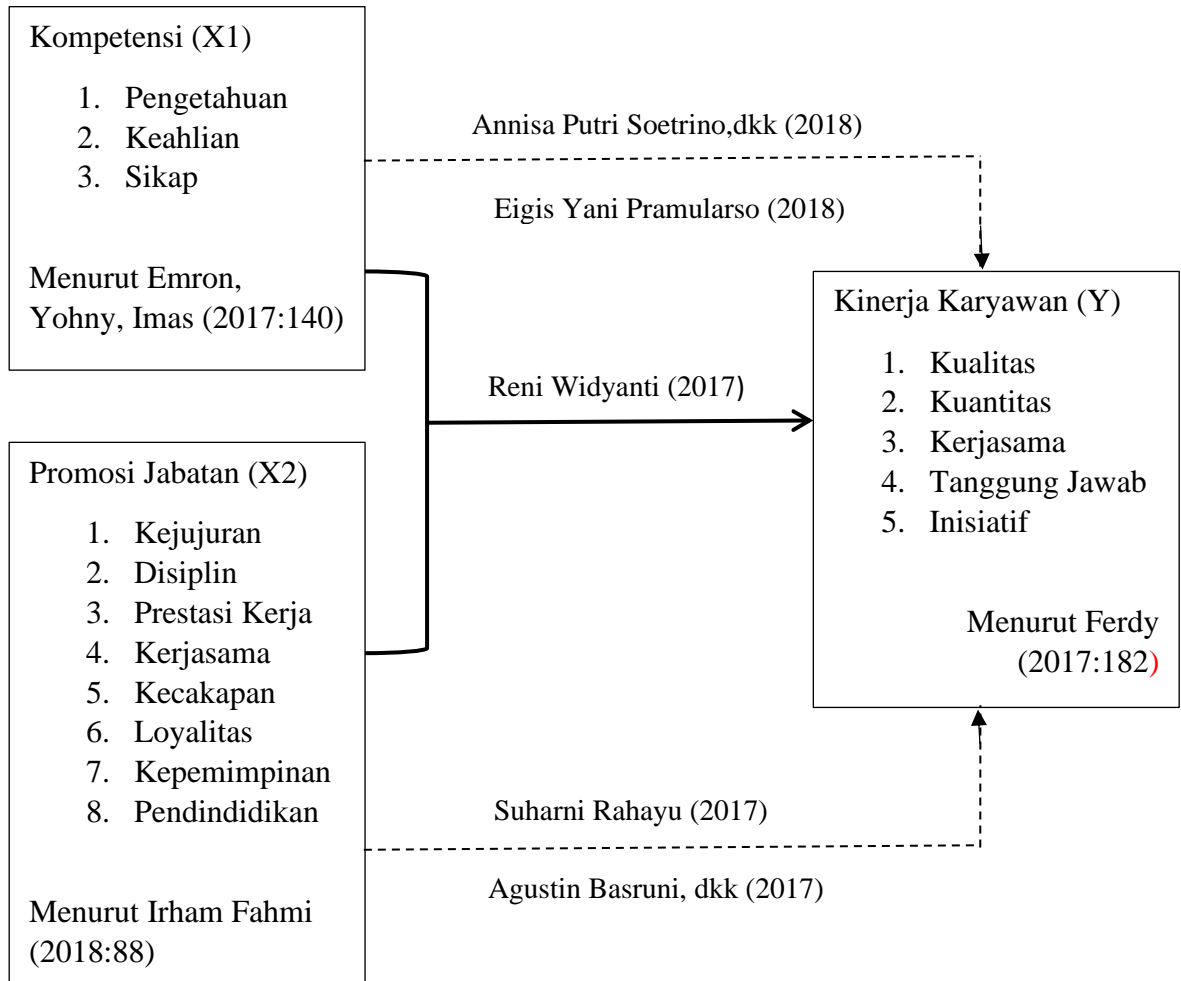 Kompetensi (X1)
1. Pengetahuan
2. Keahlian
3. Sikap
Menurut Emron,
Yohny, Imas (2017:140)
Annisa Putri Soetrino,dkk (2018)
Eigis Yani Pramularso (2018)
Reni Widyanti (2017)
Promosi Jabatan (X2)
1. Kejujuran
2. Disiplin
3. Prestasi Kerja
4. Kerjasama
5. Kecakapan
6. Loyalitas
7. Kepemimpinan
8. Pendindidikan
Menurut Irham Fahmi
(2018:88)
Suharni Rahayu (2017)
Agustin Basruni, dkk (2017)
Kinerja Karyawan (Y)
1. Kualitas
2. Kuantitas
3. Kerjasama
4. Tanggung Jawab
5. Inisiatif
Menurut Ferdy
(2017:182)